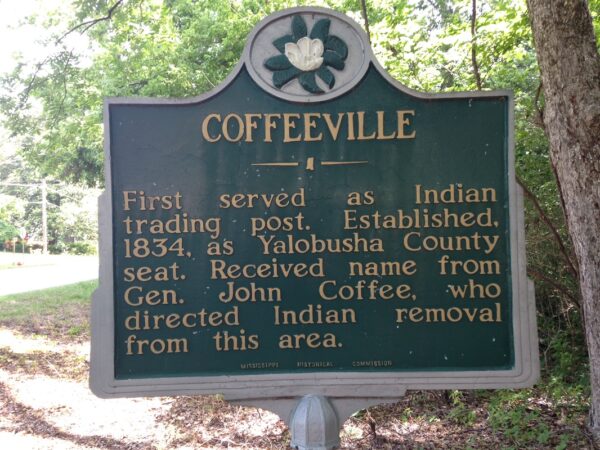 COFFEEVILLE
First served as Indian
trading post. Established,
1834, as Yalobusha County
seat. Received name from
Gen. John Coffee, who
directed Indian removal
from this area.
MISSISSIPPI HISTORICAL COMMISSION